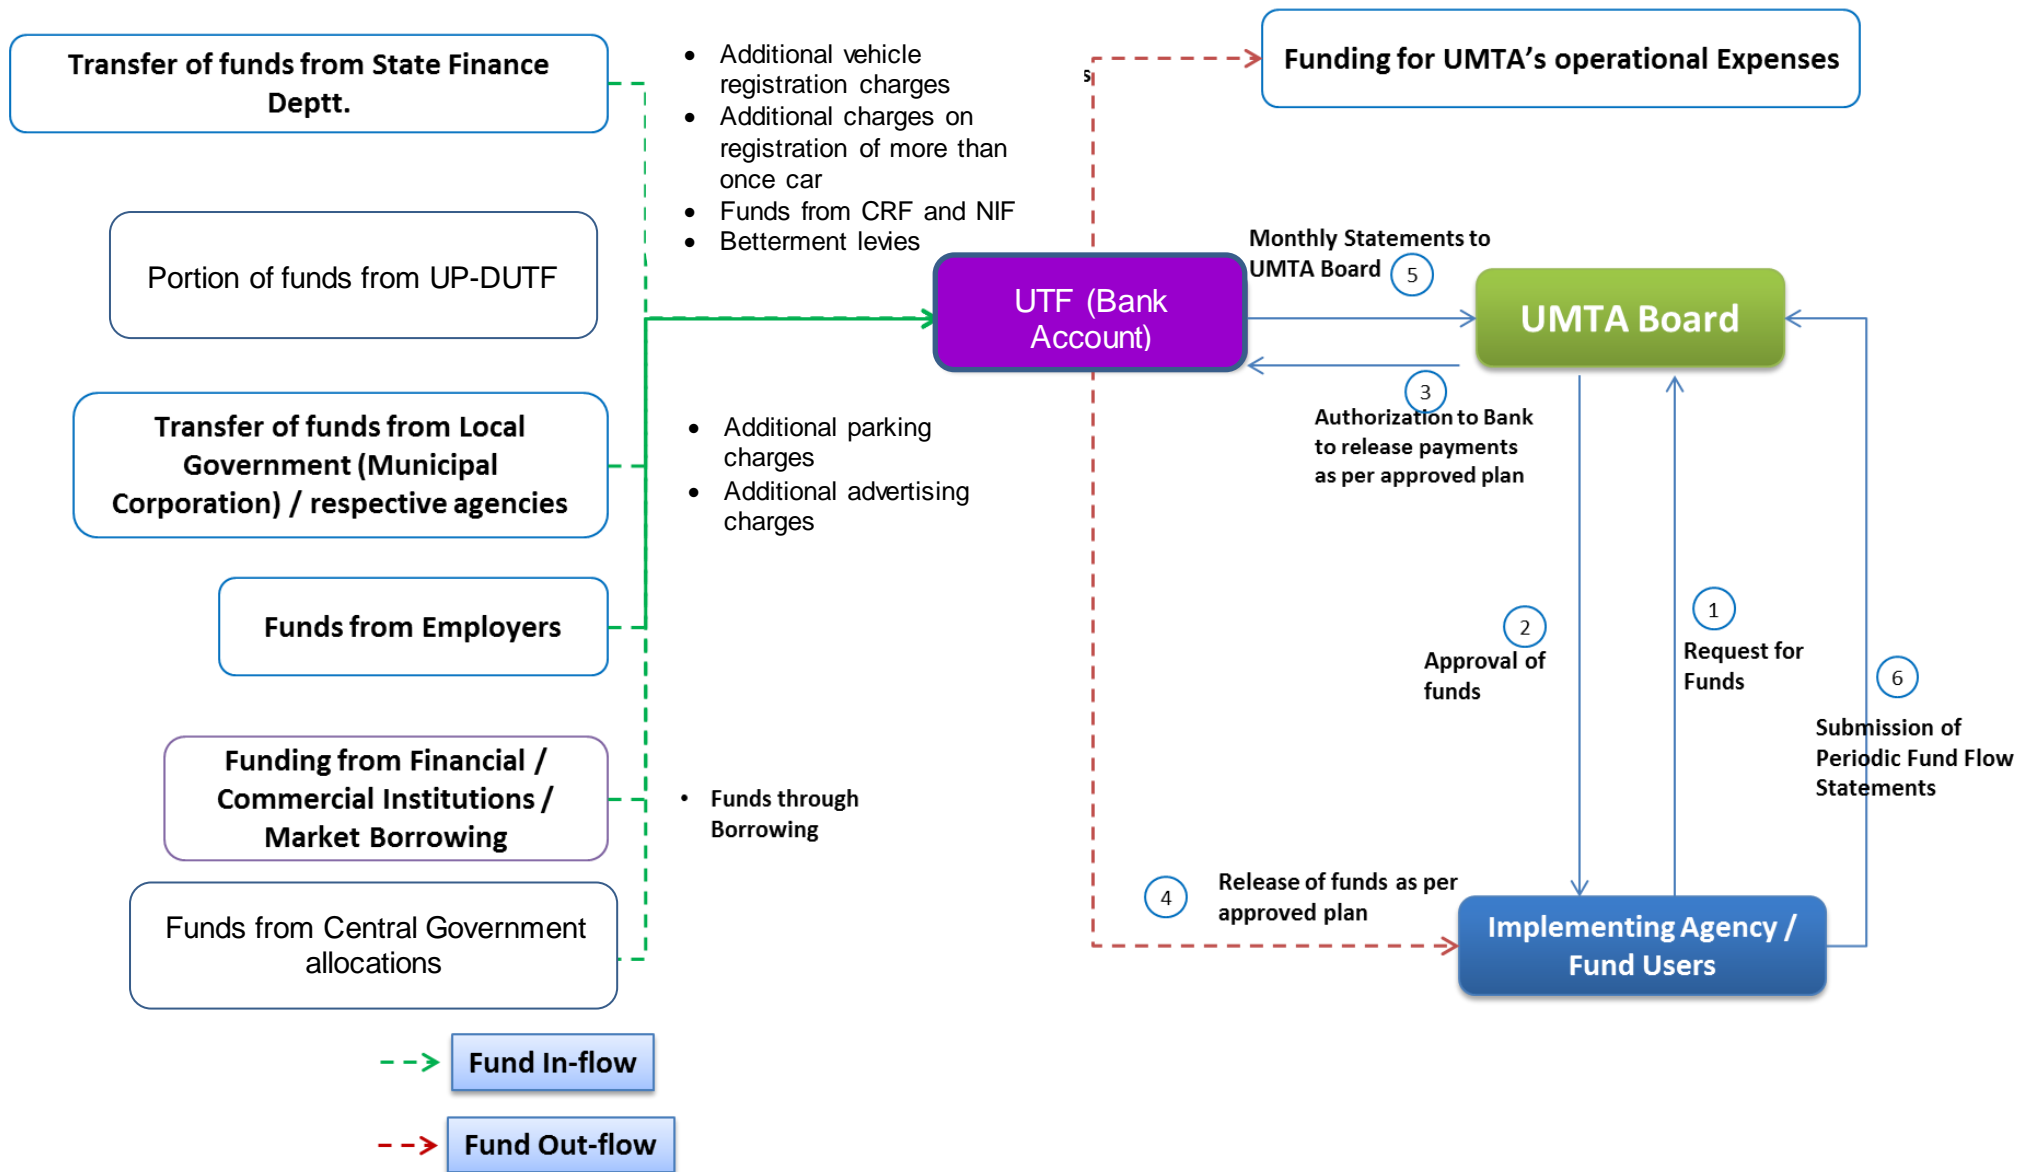 Transfer of funds from State Finance
Deptt.
Portion of funds from UP-DUTF
Transfer of funds from Local
Government (Municipal
Corporation) / respective agencies
Funds from Employers
Funding from Financial /
Commercial Institutions /
Market Borrowing
Funds from Central Government
allocations
Fund In-flow
Fund Out-flow
• Additional vehicle
registration charges
• Additional charges on
registration of more than
once car
• Funds from CRF and NIF
• Betterment levies
s
• Additional parking
charges
• Additional advertising
charges
• Funds through
Borrowing
UTF (Bank
Account)
Funding for UMTA's operational Expenses
Monthly Statements to
UMTA Board
5
UMTA Board
3
Authorization to Bank
to release payments
as per approved plan
2
Approval of
funds
1
Request for
Funds
6
Submission of
Periodic Fund Flow
Statements
4
Release of funds as per
approved plan
Implementing Agency /
Fund Users